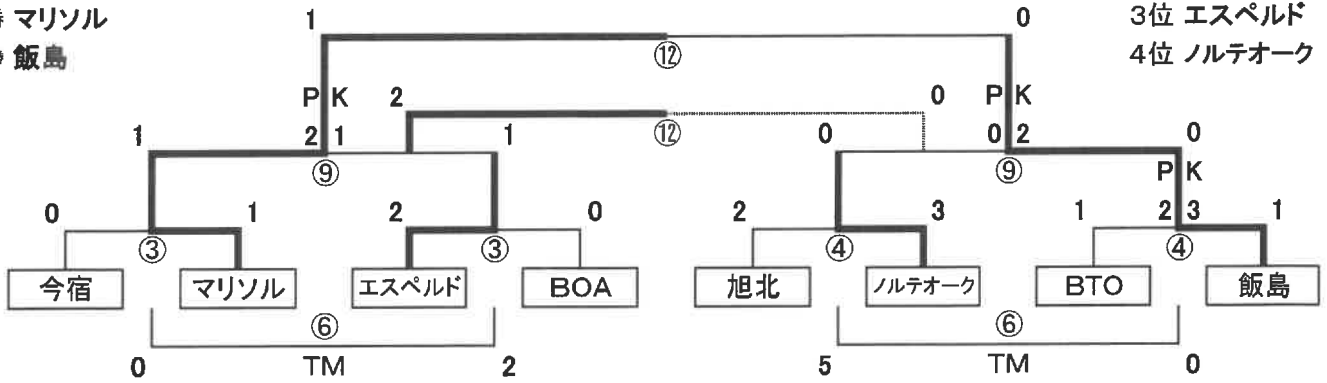 マリソル 1 0 3位 エスペルド
飯島 ⑫ 4位 ノルテオーク
PK 2 0 PK
1 2 1 1 ⑫ 0 0 2 0
⑨ ⑨ PK
0 1 2 0 2 3 1 2 3 1
③ ③ ④ ④
今宿 マリソル エスペルド BOA 旭北 ノルテオーク BTO 飯島
⑥ ⑥
0 TM 2 5 TM 0